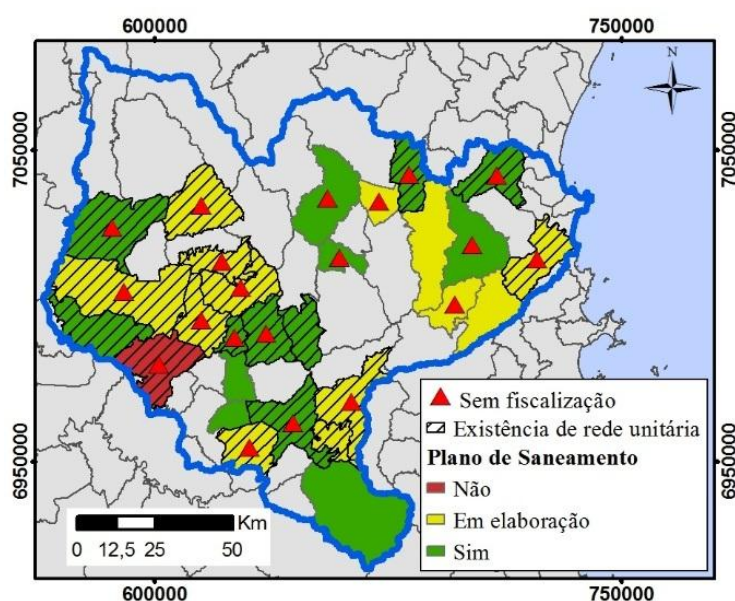 600000 750000
N
7050000 7050000
Sem fiscalização
Existência de rede unitária
Plano de Saneamento
Não
Em elaboração
Sim
6950000 6950000
Km
0 12,5 25 50
600000 750000